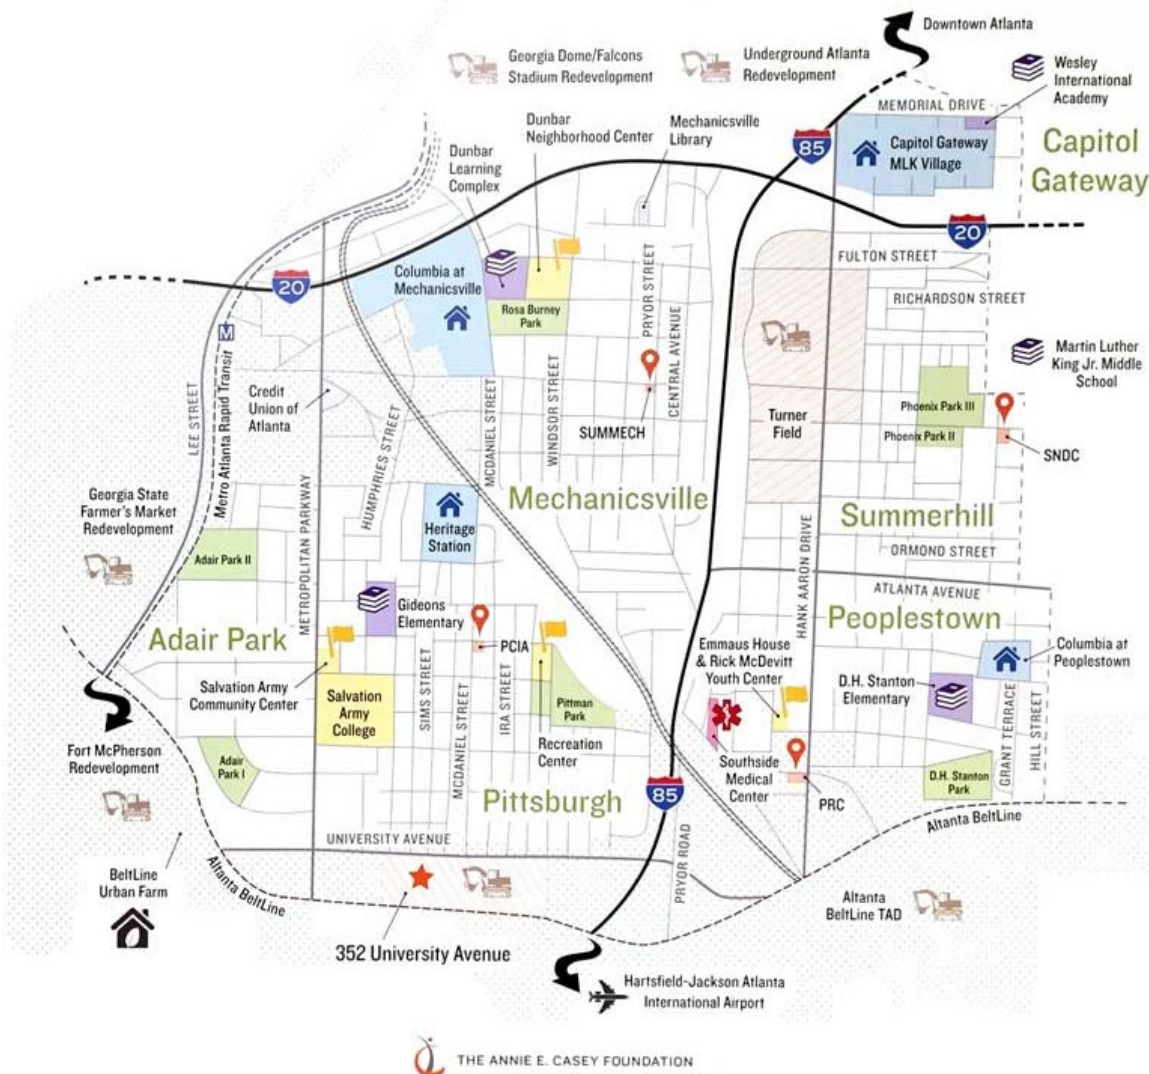 Downtown Atlanta
Georgia Dome/Falcons
Stadium Redevelopment
Underground Atlanta
Redevelopment
Wesley
International
Academy
MEMORIAL DRIVE
Capitol
Gateway
Capitol Gateway
MLK Village
85
20
Dunbar
Neighborhood Center
Mechanicsville
Library
Dunbar
Learning
Complex
Columbia at
Mechanicsville
Rosa Burney
Park
20
M
FULTON STREET
RICHARDSON STREET
PRYOR STREET
CENTRAL AVENUE
Martin Luther
King Jr. Middle
School
LEE STREET
Metro Atlanta Rapid Transit
Credit
Union of
Atlanta
HUMPHRIES STREET
MCDANIEL STREET
WINDSOR STREET
SUMMECH
Turner
Field
Phoenix Park III
Phoenix Park II
SNDC
Georgia State
Farmer's Market
Redevelopment
METROPOLITAN PARKWAY
Heritage
Station
Mechanicsville
Summerhill
HANK AARON DRIVE
ORMOND STREET
Adair Park II
ATLANTA AVENUE
Gideons
Elementary
Adair Park
PCIA
Peoplestown
Emmaus House
& Rick McDevitt
Youth Center
Columbia at
Peoplestown
D.H. Stanton
Elementary
Salvation Army
Community Center
Salvation
Army
College
SIMS STREET
MCDANIEL STREET
IRA STREET
Pittman
Park
Recreation
Center
GRANT TERRACE
HILL STREET
Fort McPherson
Redevelopment
Adair
Park I
Southside
Medical
Center
PRC
D.H. Stanton
Park
Pittsburgh
85
Altanta BeltLine
UNIVERSITY AVENUE
PRYOR ROAD
BeltLine
Urban Farm
Altanta BeltLine
Altanta
BeltLine TAD
352 University Avenue
Hartsfield-Jackson Atlanta
International Airport
THE ANNIE E. CASEY FOUNDATION